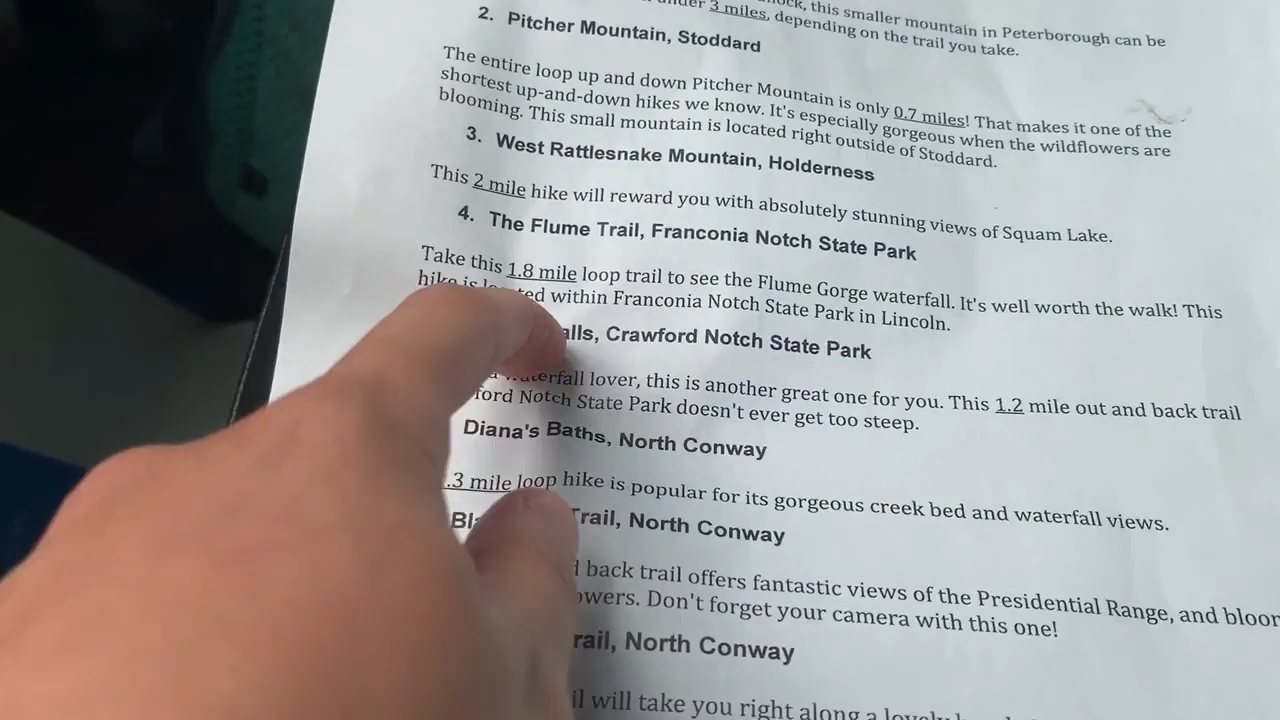 this smaller mountain in Peterborough can be
3 miles, depending on the trail you take.
2. Pitcher Mountain, Stoddard
The entire loop up and down Pitcher Mountain is only 0.7 miles! That makes it one of the
shortest up-and-down hikes we know. It's especially gorgeous when the wildflowers are
blooming. This small mountain is located right outside of Stoddard.
3. West Rattlesnake Mountain, Holderness
This 2 mile hike will reward you with absolutely stunning views of Squam Lake.
4. The Flume Trail, Franconia Notch State Park
Take this 1.8 mile loop trail to see the Flume Gorge waterfall. It's well worth the walk! This
hike is located within Franconia Notch State Park in Lincoln.
alls, Crawford Notch State Park
waterfall lover, this is another great one for you. This 1.2 mile out and back trail
ford Notch State Park doesn't ever get too steep.
Diana's Baths, North Conway
.3 mile loop hike is popular for its gorgeous creek bed and waterfall views.
Trail, North Conway
back trail offers fantastic views of the Presidential Range, and bloom
owers. Don't forget your camera with this one!
rail, North Conway
will take you right along a lovely